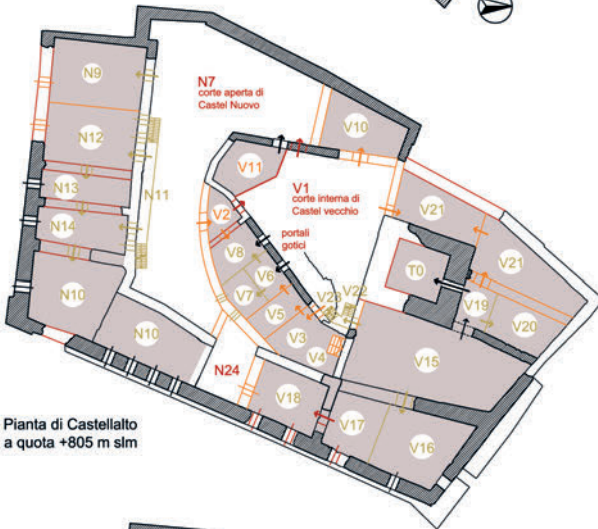 N9
N7
corte aperta di
Castel Nuovo
V10
N12
V11
N11
N13
V1
corte interna di
Castel vecchio
N14
V2
V21
portali
gotici
V8
V6
V21
T0
N10
V7
V5
V23
V22
V19
V20
N10
V3
V4
V15
N24
V18
V17
V16
Pianta di Castellalto
a quota +805 m slm